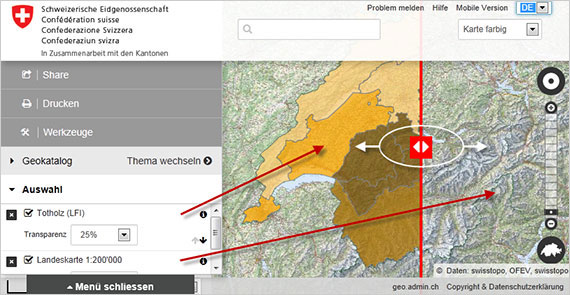 Schweizerische Eidgenossenschaft
Confédération suisse
Confederazione Svizzera
Confederaziun svizra
In Zusammenarbeit mit den Kantonen
Problem melden Hilfe Mobile Version DE
Karte farbig
Share
Drucken
Werkzeuge
Geokatalog Thema wechseln
Auswahl
Totholz (LFI)
Transparenz 25%
Landeskarte 1:200'000
Menü schliessen
© Daten: swisstopo, OFEV, swisstopo
geo.admin.ch Copyright & Datenschutzerklärung